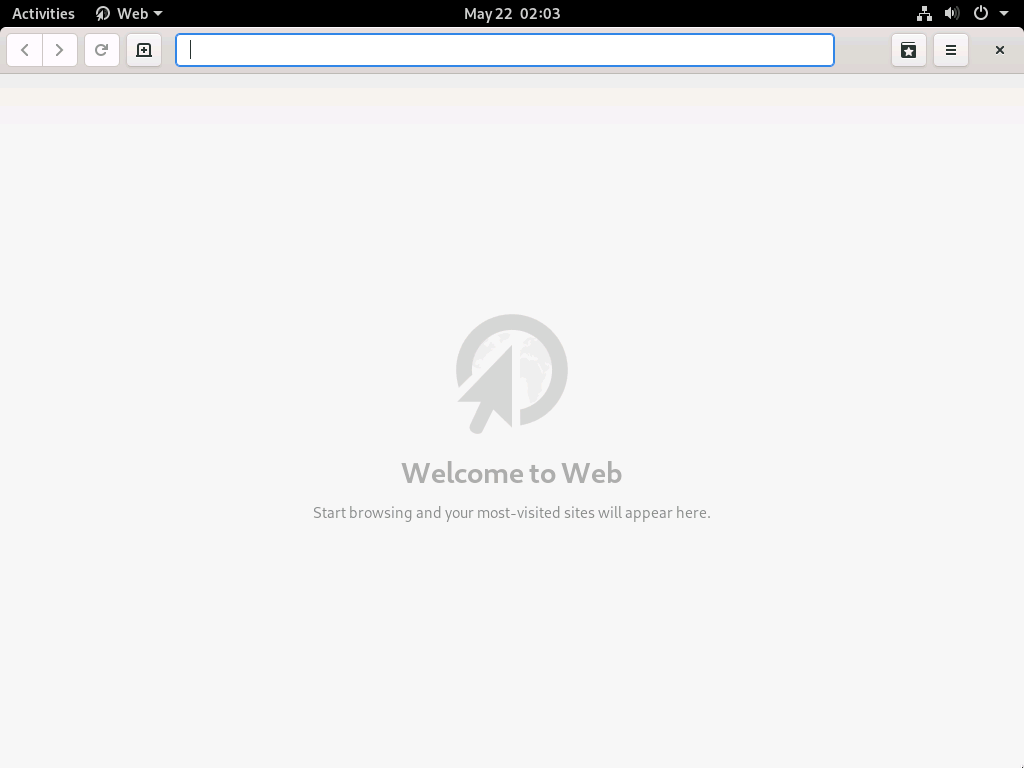 Activities Web May 22 02:03
Welcome to Web
Start browsing and your most-visited sites will appear here.